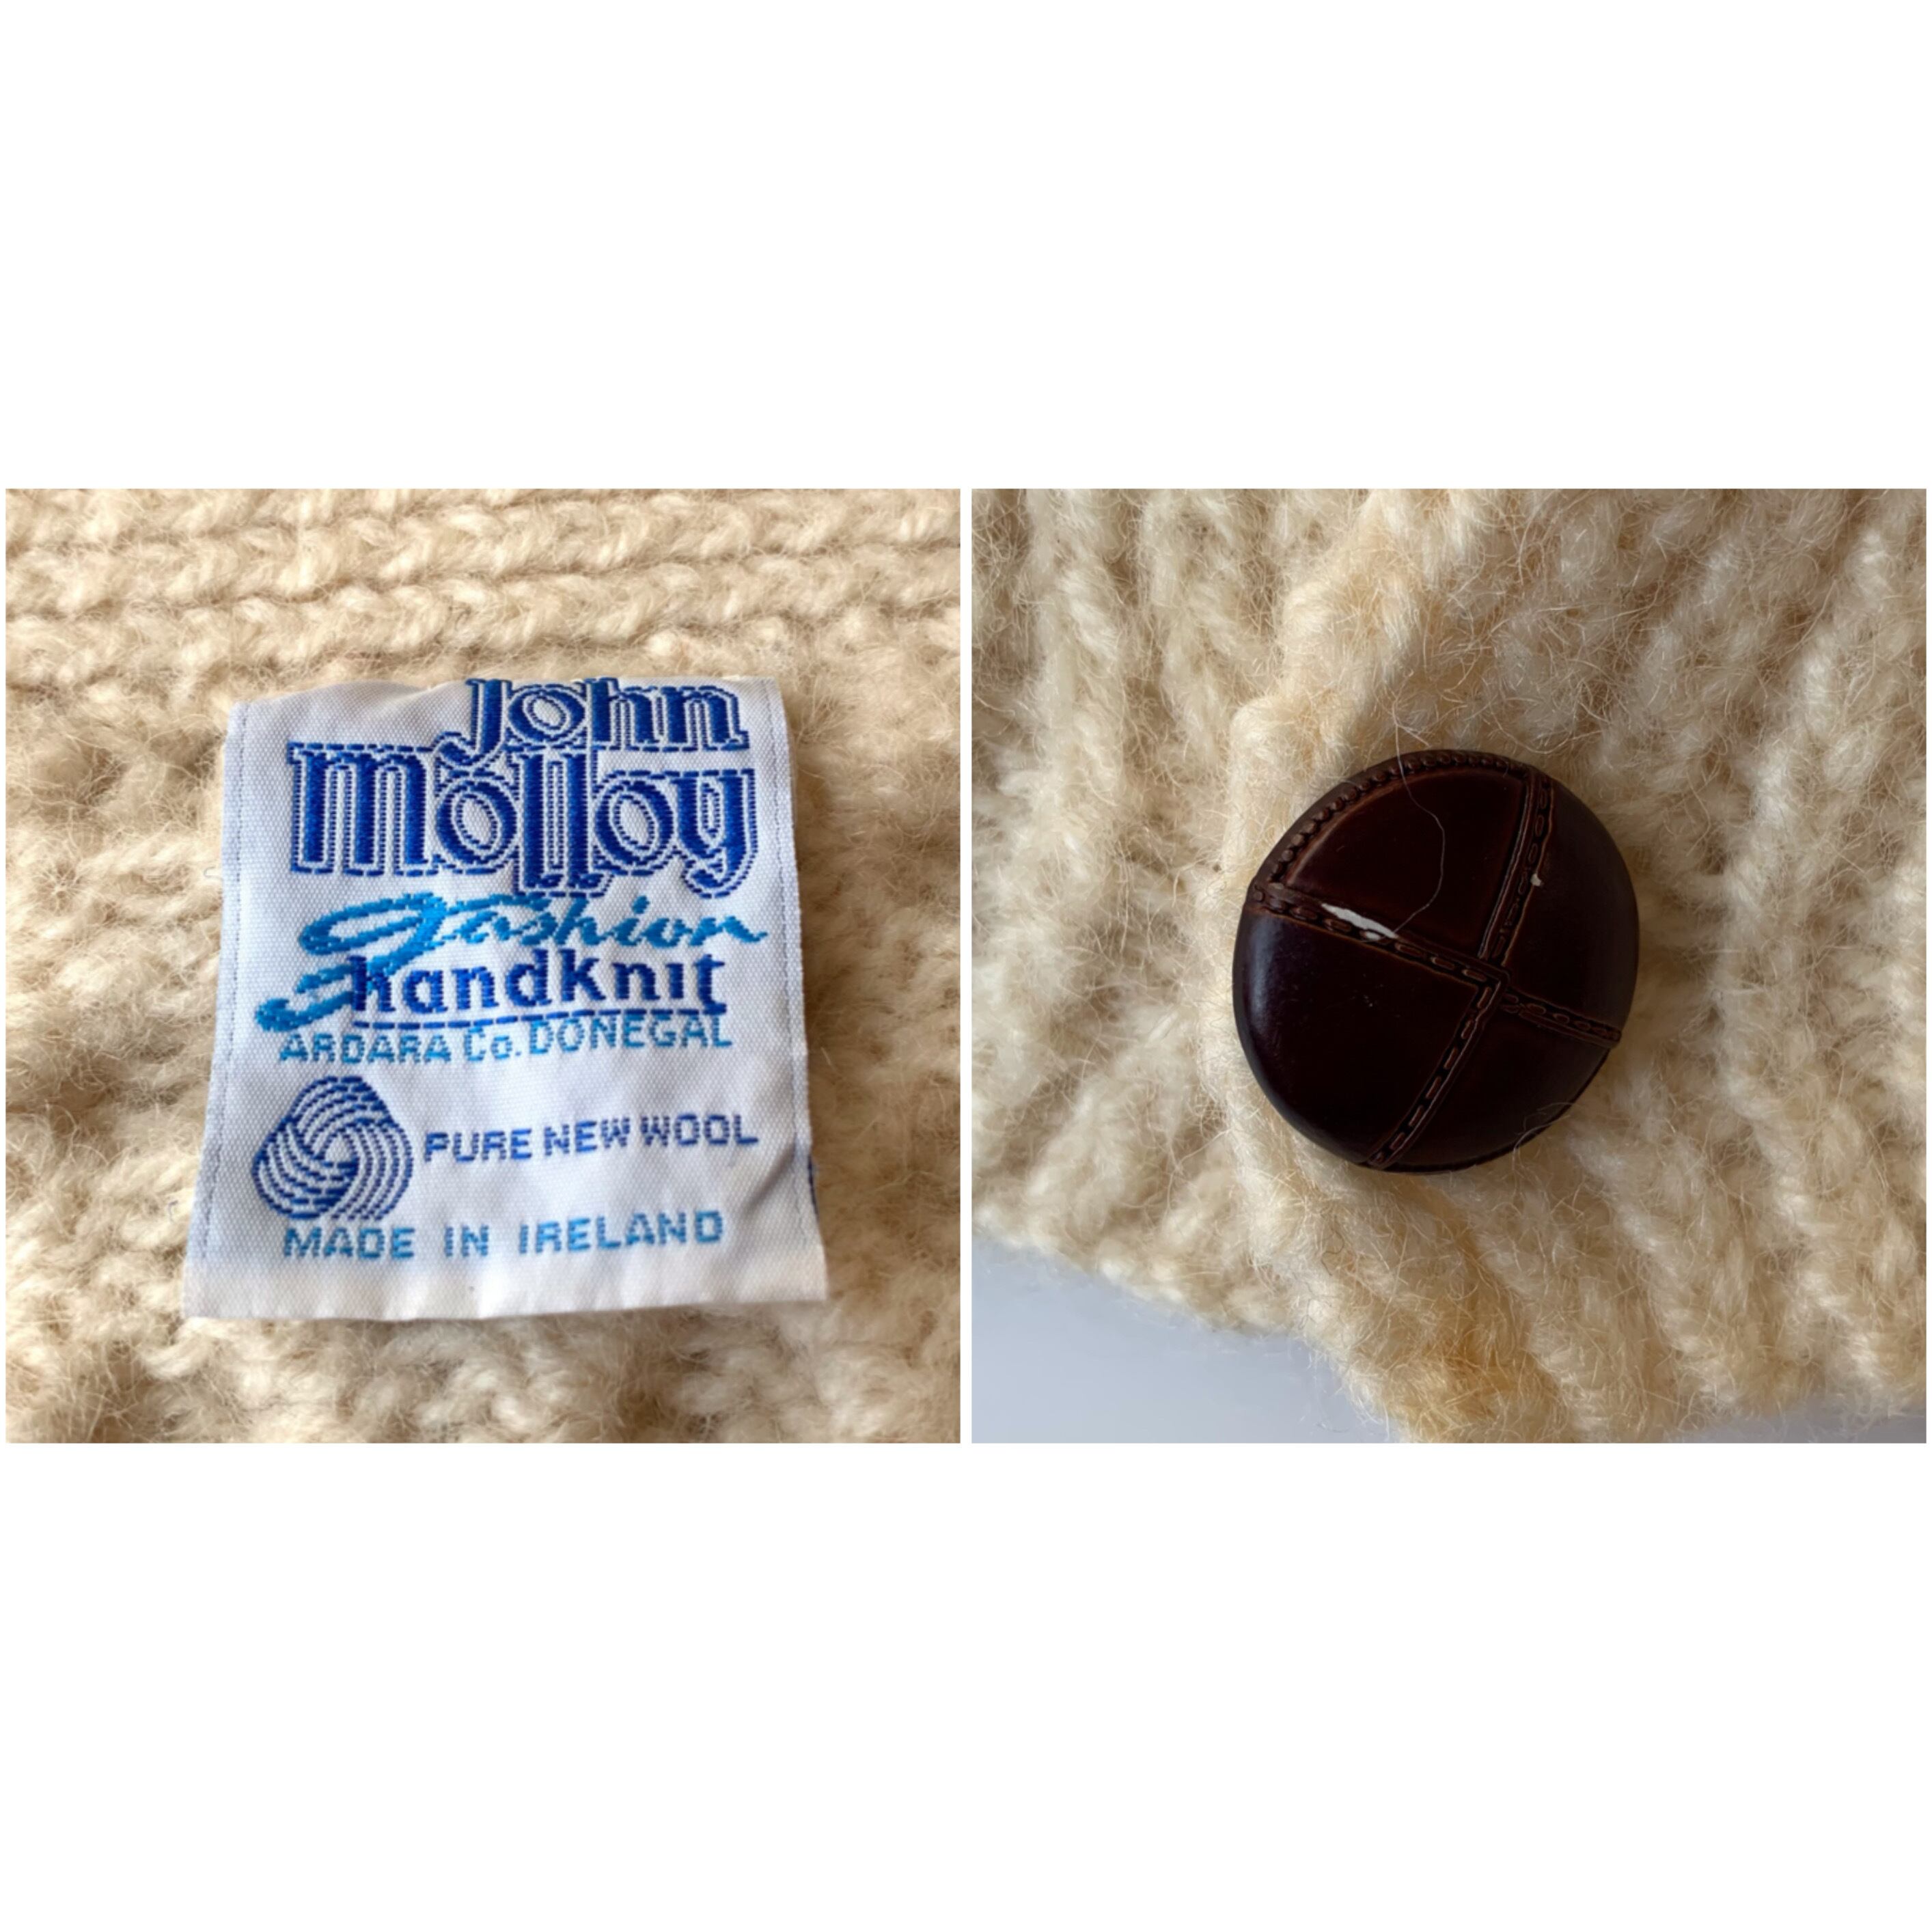 John
Molloy
fashion
handknit
ARDARA Co. DONEGAL
PURE NEW WOOL
MADE IN IRELAND